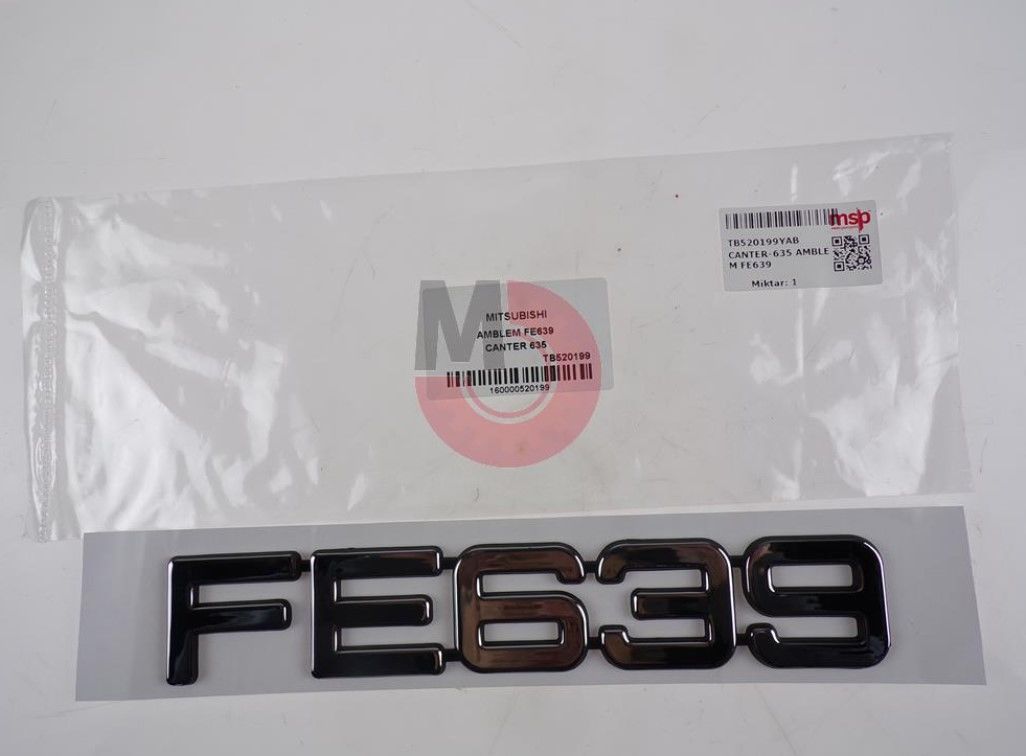 msp
TB520199YAB
CANTER-635 AMBLE
M FE639
Miktar: 1
M
MITSUBISHI
AMBLEM FE639
CANTER 635
TB520199
160000520199
FE639